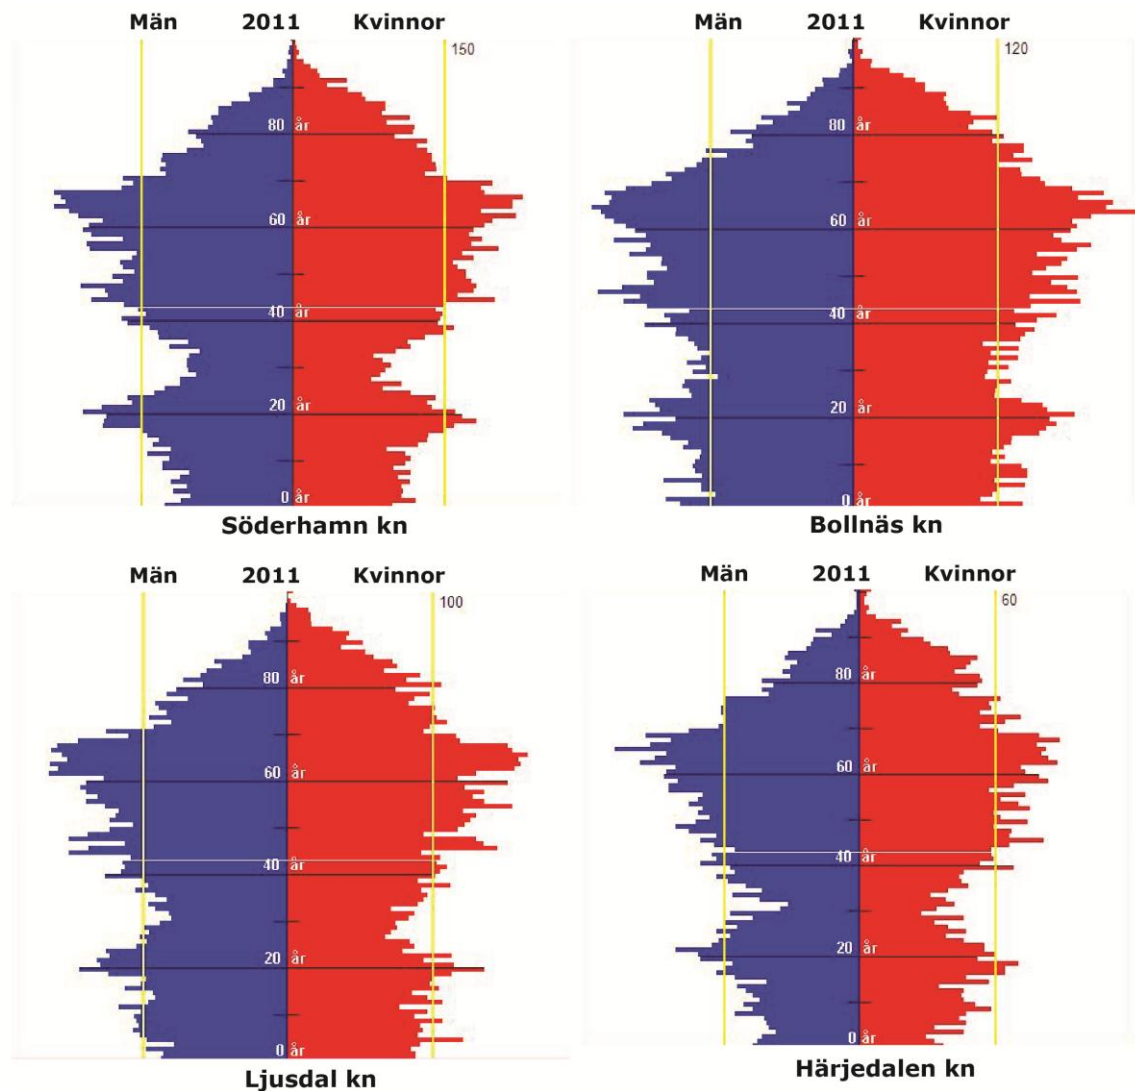 Män 2011 Kvinnor
150
80 år
60 år
40 år
20 år
0 år
Söderhamn kn
Män 2011 Kvinnor
120
80 år
60 år
40 år
20 år
0 år
Bollnäs kn
Män 2011 Kvinnor
100
80 år
60 år
40 år
20 år
0 år
Ljusdal kn
Män 2011 Kvinnor
60
80 år
60 år
40 år
20 år
0 år
Härjedalen kn